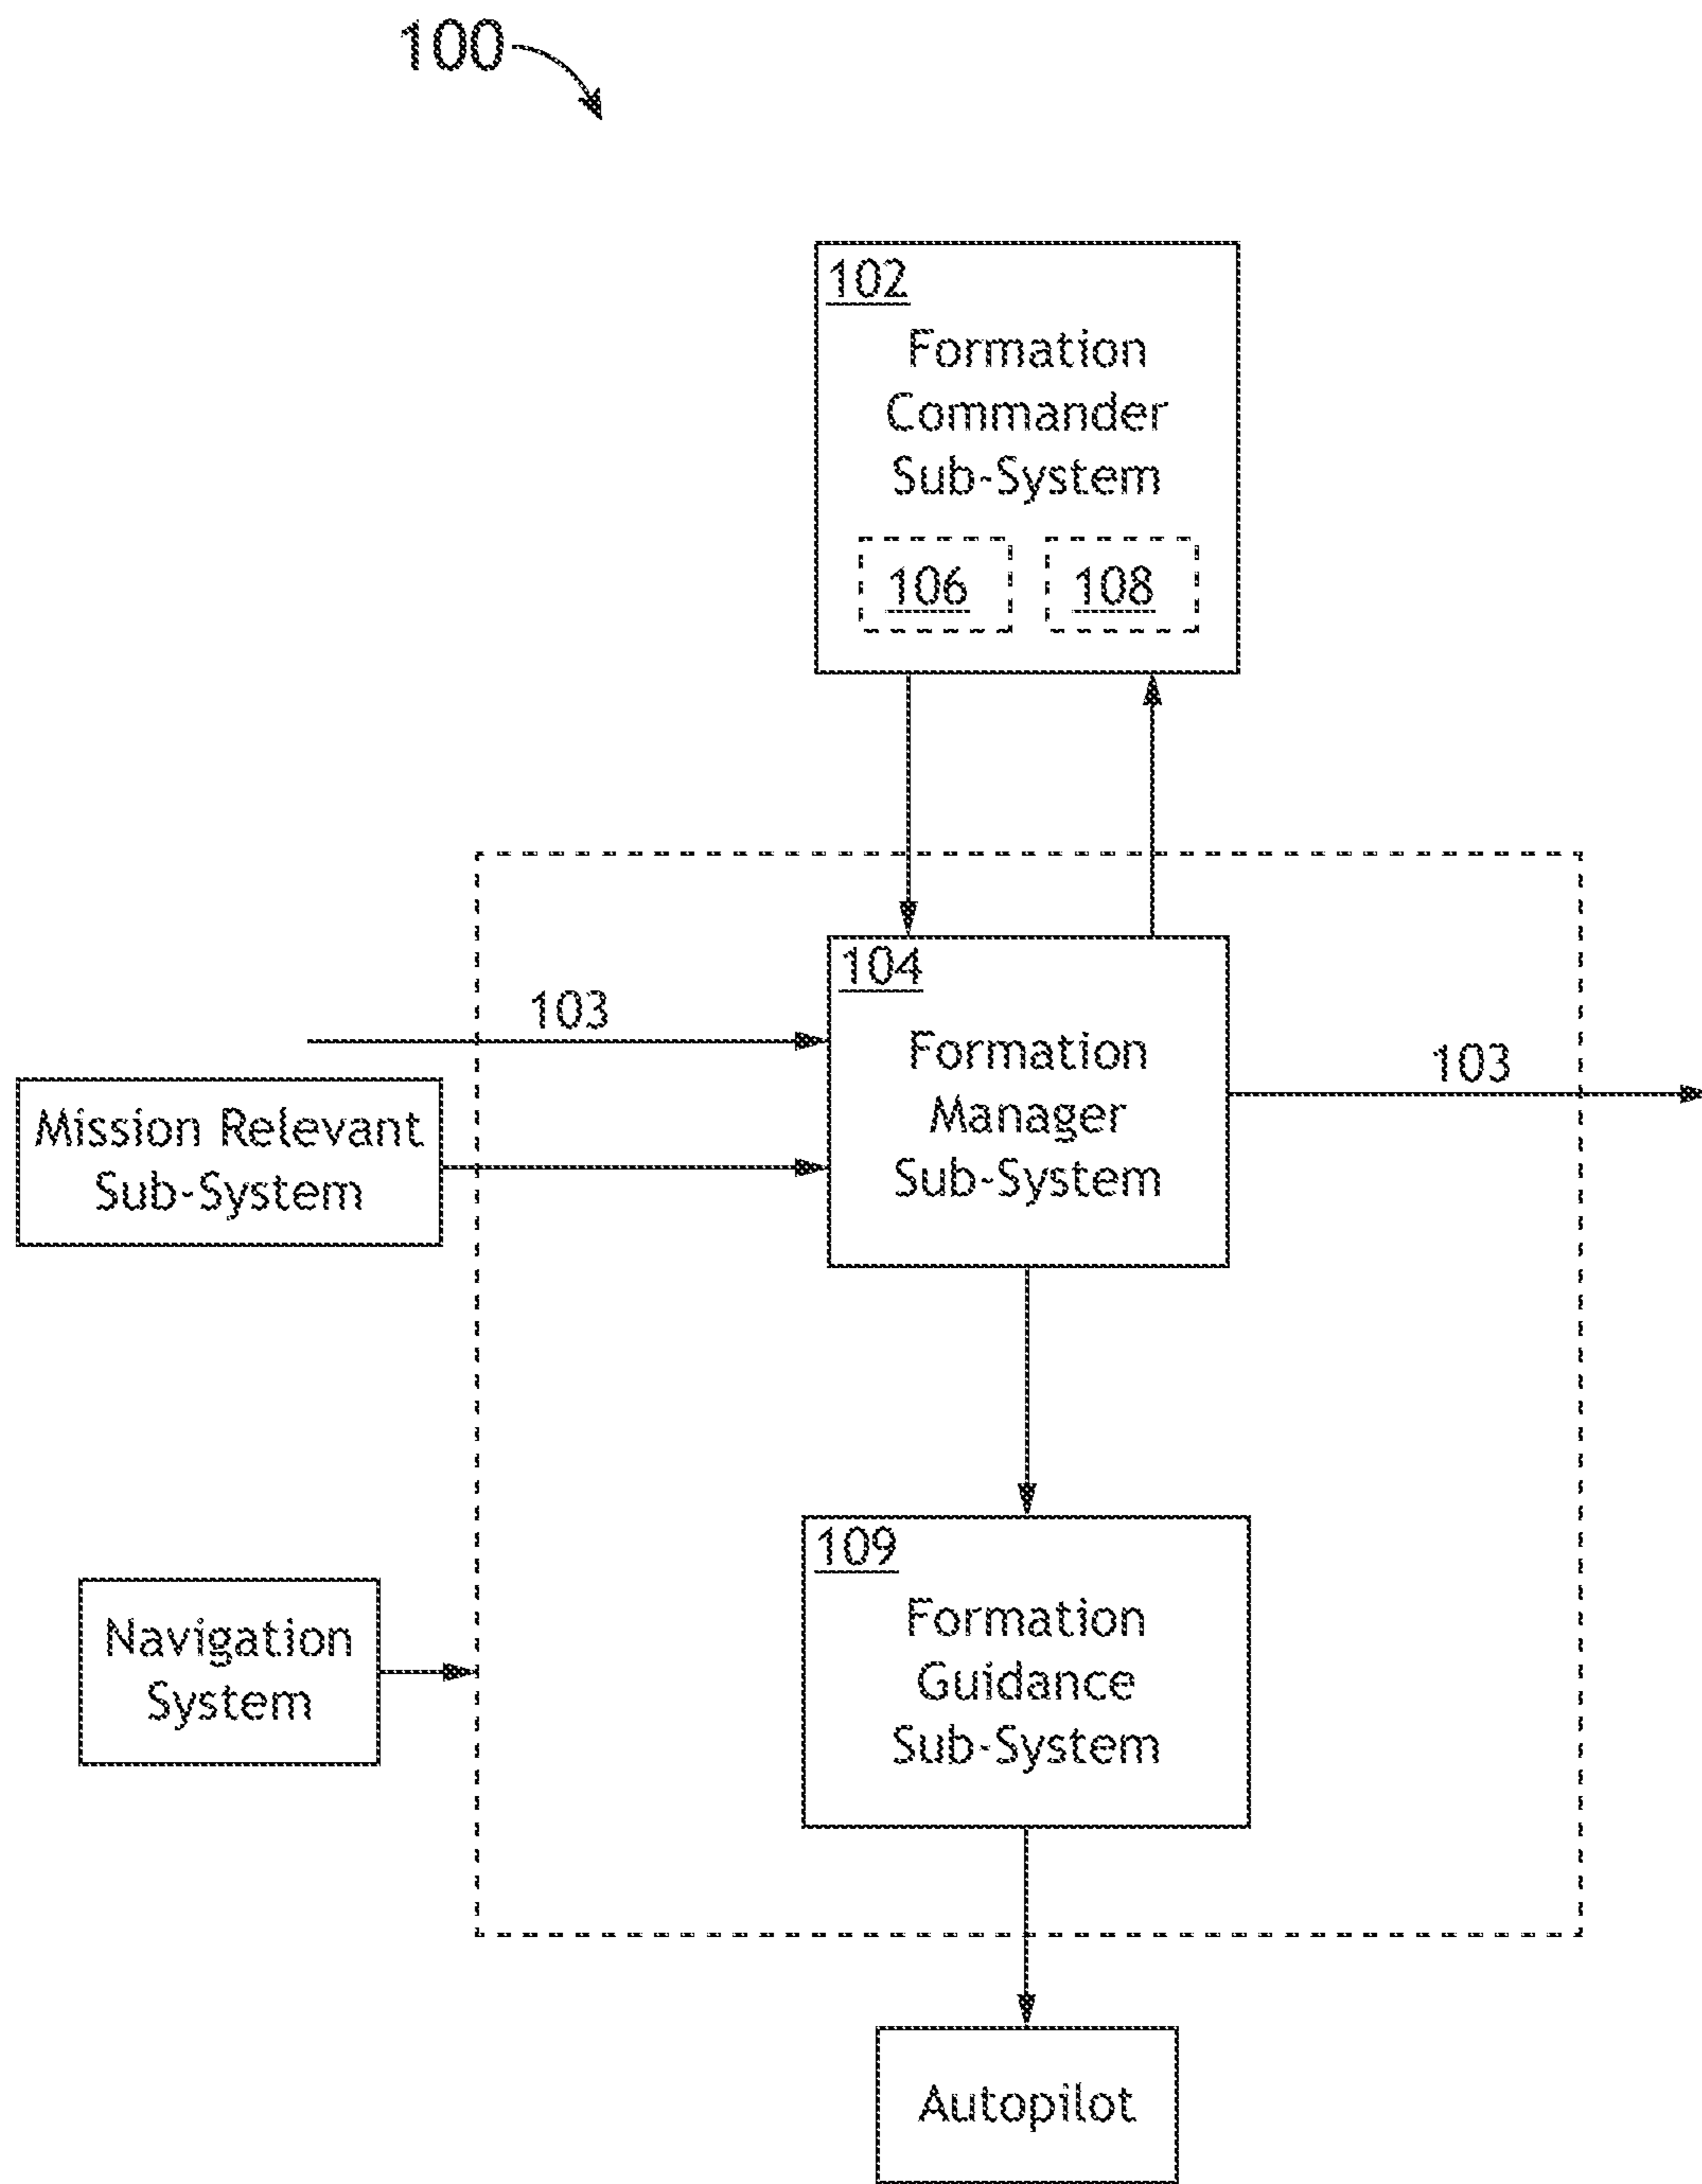 100
102
Formation
Commander
Sub-System
106 108
104
103
Formation
Manager
Sub-System
103
Mission Relevant
Sub-System
109
Formation
Guidance
Sub-System
Navigation
System
Autopilot